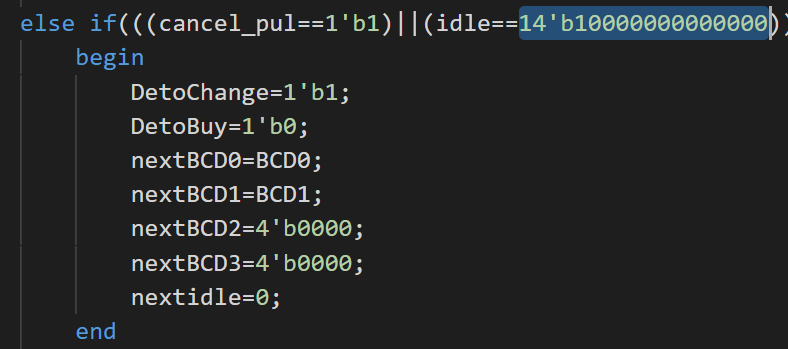 else if(((cancel_pul==1'b1)||(idle==14'b10000000000000))
begin
DetoChange=1'b1;
DetoBuy=1'b0;
nextBCD0=BCD0;
nextBCD1=BCD1;
nextBCD2=4'b0000;
nextBCD3=4'b0000;
nextidle=0;
end